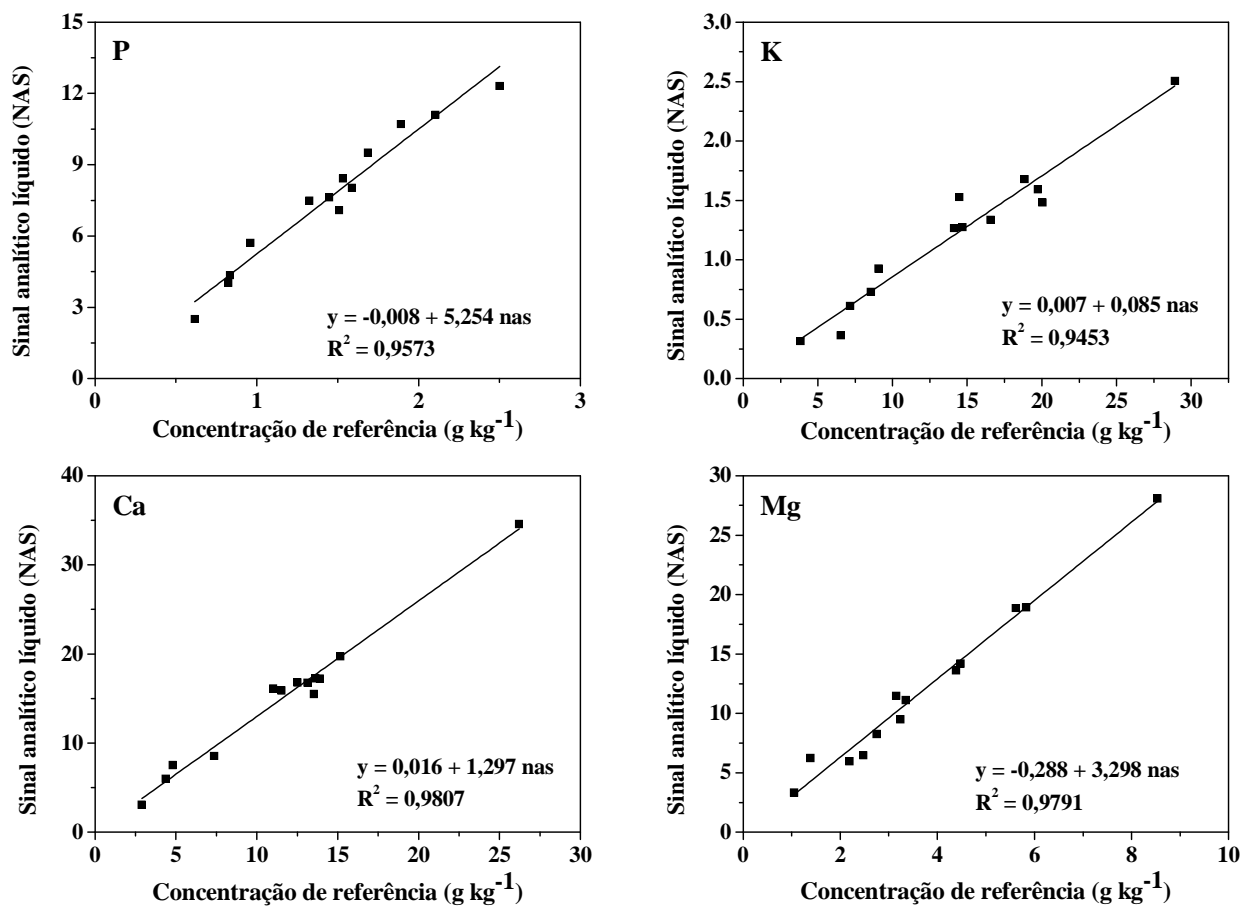 P
Sinal analítico líquido (NAS)
15
12
9
6
3
0
0
1
2
3
y = -0,008 + 5,254 nas
R² = 0,9573
Concentração de referência (g kg⁻¹)
K
Sinal analítico líquido (NAS)
3.0
2.5
2.0
1.5
1.0
0.5
0.0
0
5
10
15
20
25
30
y = 0,007 + 0,085 nas
R² = 0,9453
Concentração de referência (g kg⁻¹)
Ca
Sinal analítico líquido (NAS)
40
30
20
10
0
0
5
10
15
20
25
30
y = 0,016 + 1,297 nas
R² = 0,9807
Concentração de referência (g kg⁻¹)
Mg
Sinal analítico líquido (NAS)
30
25
20
15
10
5
0
0
2
4
6
8
10
y = -0,288 + 3,298 nas
R² = 0,9791
Concentração de referência (g kg⁻¹)